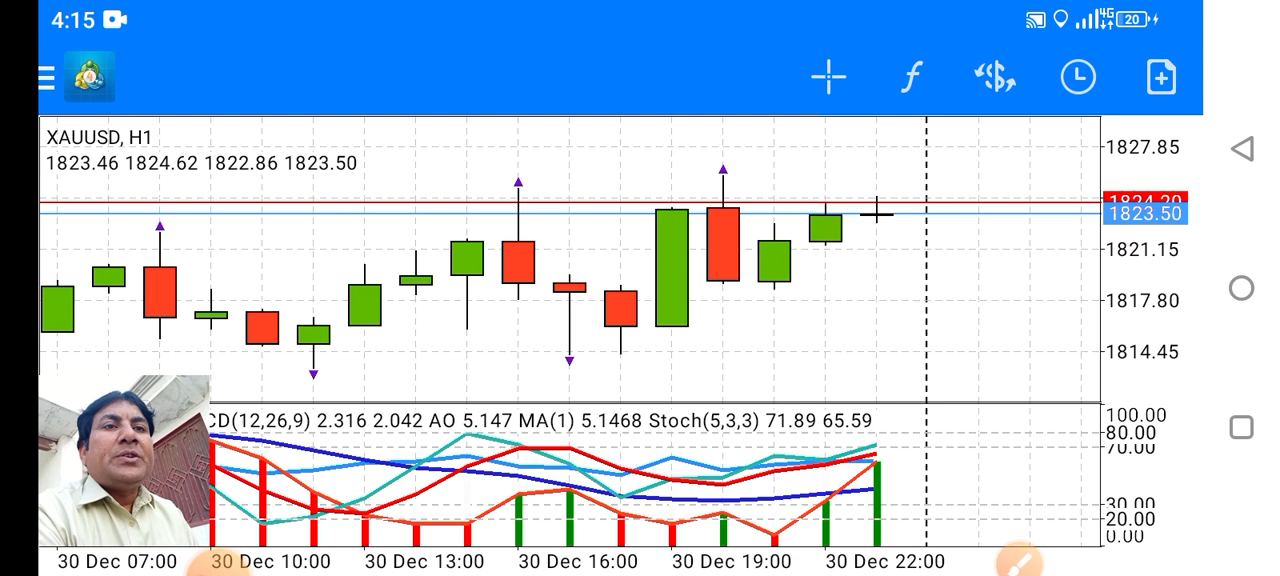 4:15
4G 20
f
$
XAUUSD, H1
1823.46 1824.62 1822.86 1823.50
1827.85
1824.20
1823.50
1821.15
1817.80
1814.45
CD(12,26,9) 2.316 2.042 AO 5.147 MA(1) 5.1468 Stoch(5,3,3) 71.89 65.59
100.00
80.00
70.00
30.00
20.00
0.00
30 Dec 07:00 30 Dec 10:00 30 Dec 13:00 30 Dec 16:00 30 Dec 19:00 30 Dec 22:00